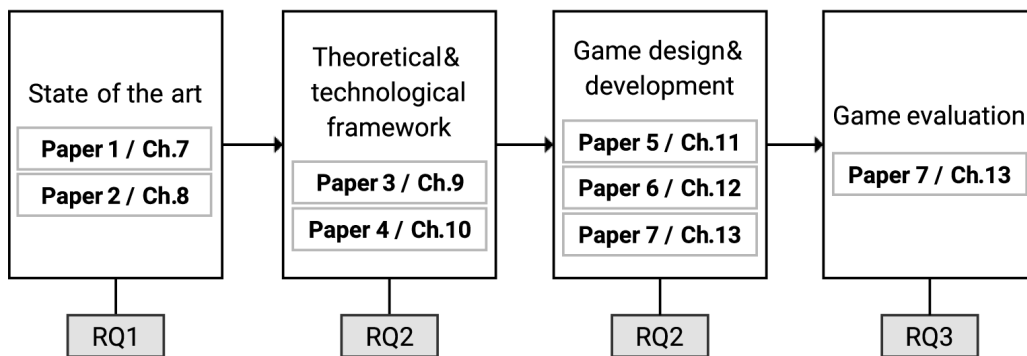 State of the art
Paper 1 / Ch.7
Paper 2 / Ch.8
RQ1
Theoretical&
technological
framework
Paper 3 / Ch.9
Paper 4 / Ch.10
RQ2
Game design&
development
Paper 5 / Ch.11
Paper 6 / Ch.12
Paper 7 / Ch.13
RQ2
Game evaluation
Paper 7 / Ch.13
RQ3